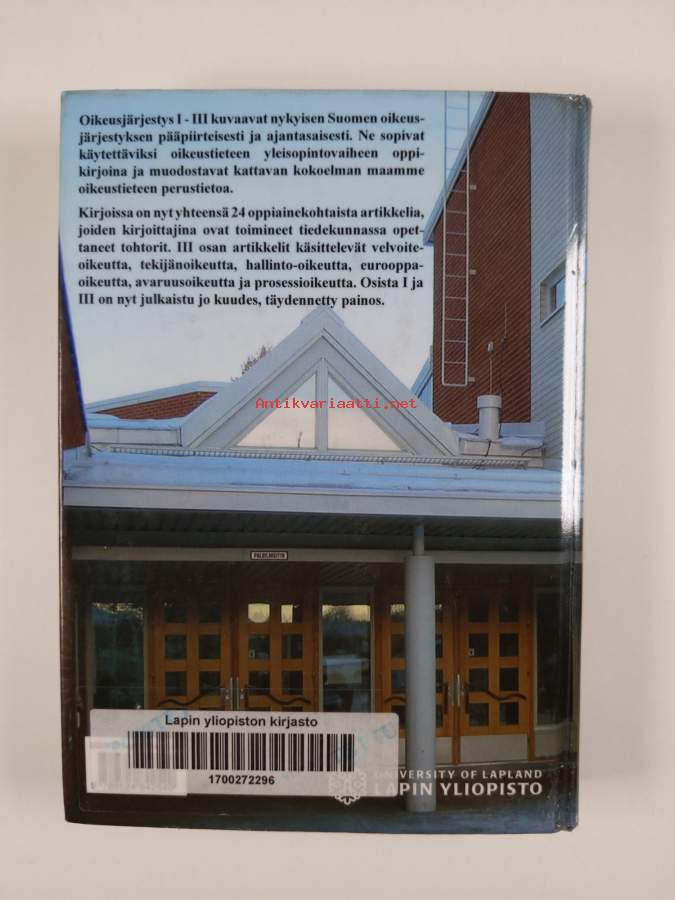 Oikeusjärjestys I - III kuvaavat nykyisen Suomen oikeus-
järjestyksen pääpiirteisesti ja ajantasaisesti. Ne sopivat
käytettäviksi oikeustieteen yleisopintovaiheen oppi-
kirjoina ja muodostavat kattavan kokoelman maamme
oikeustieteen perustietoa.
Kirjoissa on nyt yhteensä 24 oppiainekohtaista artikkelia,
joiden kirjoittajina ovat toimineet tiedekunnassa opet-
taneet tohtorit. III osan artikkelit käsittelevät velvoite-
oikeutta, tekijänoikeutta, hallinto-oikeutta, eurooppa-
oikeutta, avaruusoikeutta ja prosessioikeutta. Osista I ja
III on nyt julkaistu jo kuudes, täydennetty painos.
Antikvariaatti.net
PALOILMOITIN
Lapin yliopiston kirjasto
1700272296
UNIVERSITY OF LAPLAND
LAPIN YLIOPISTO